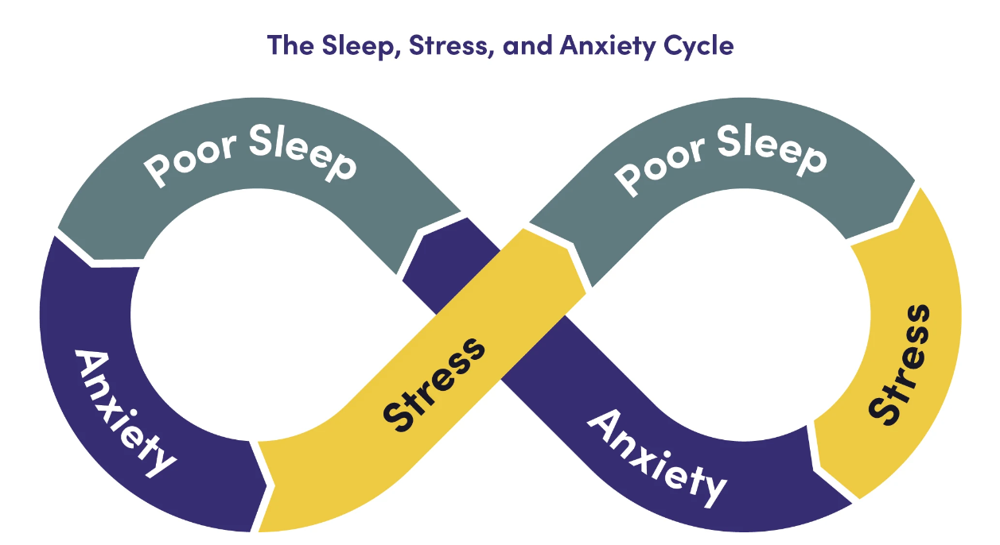 The Sleep, Stress, and Anxiety Cycle
Poor Sleep
Poor Sleep
Anxiety
Stress
Anxiety
Stress